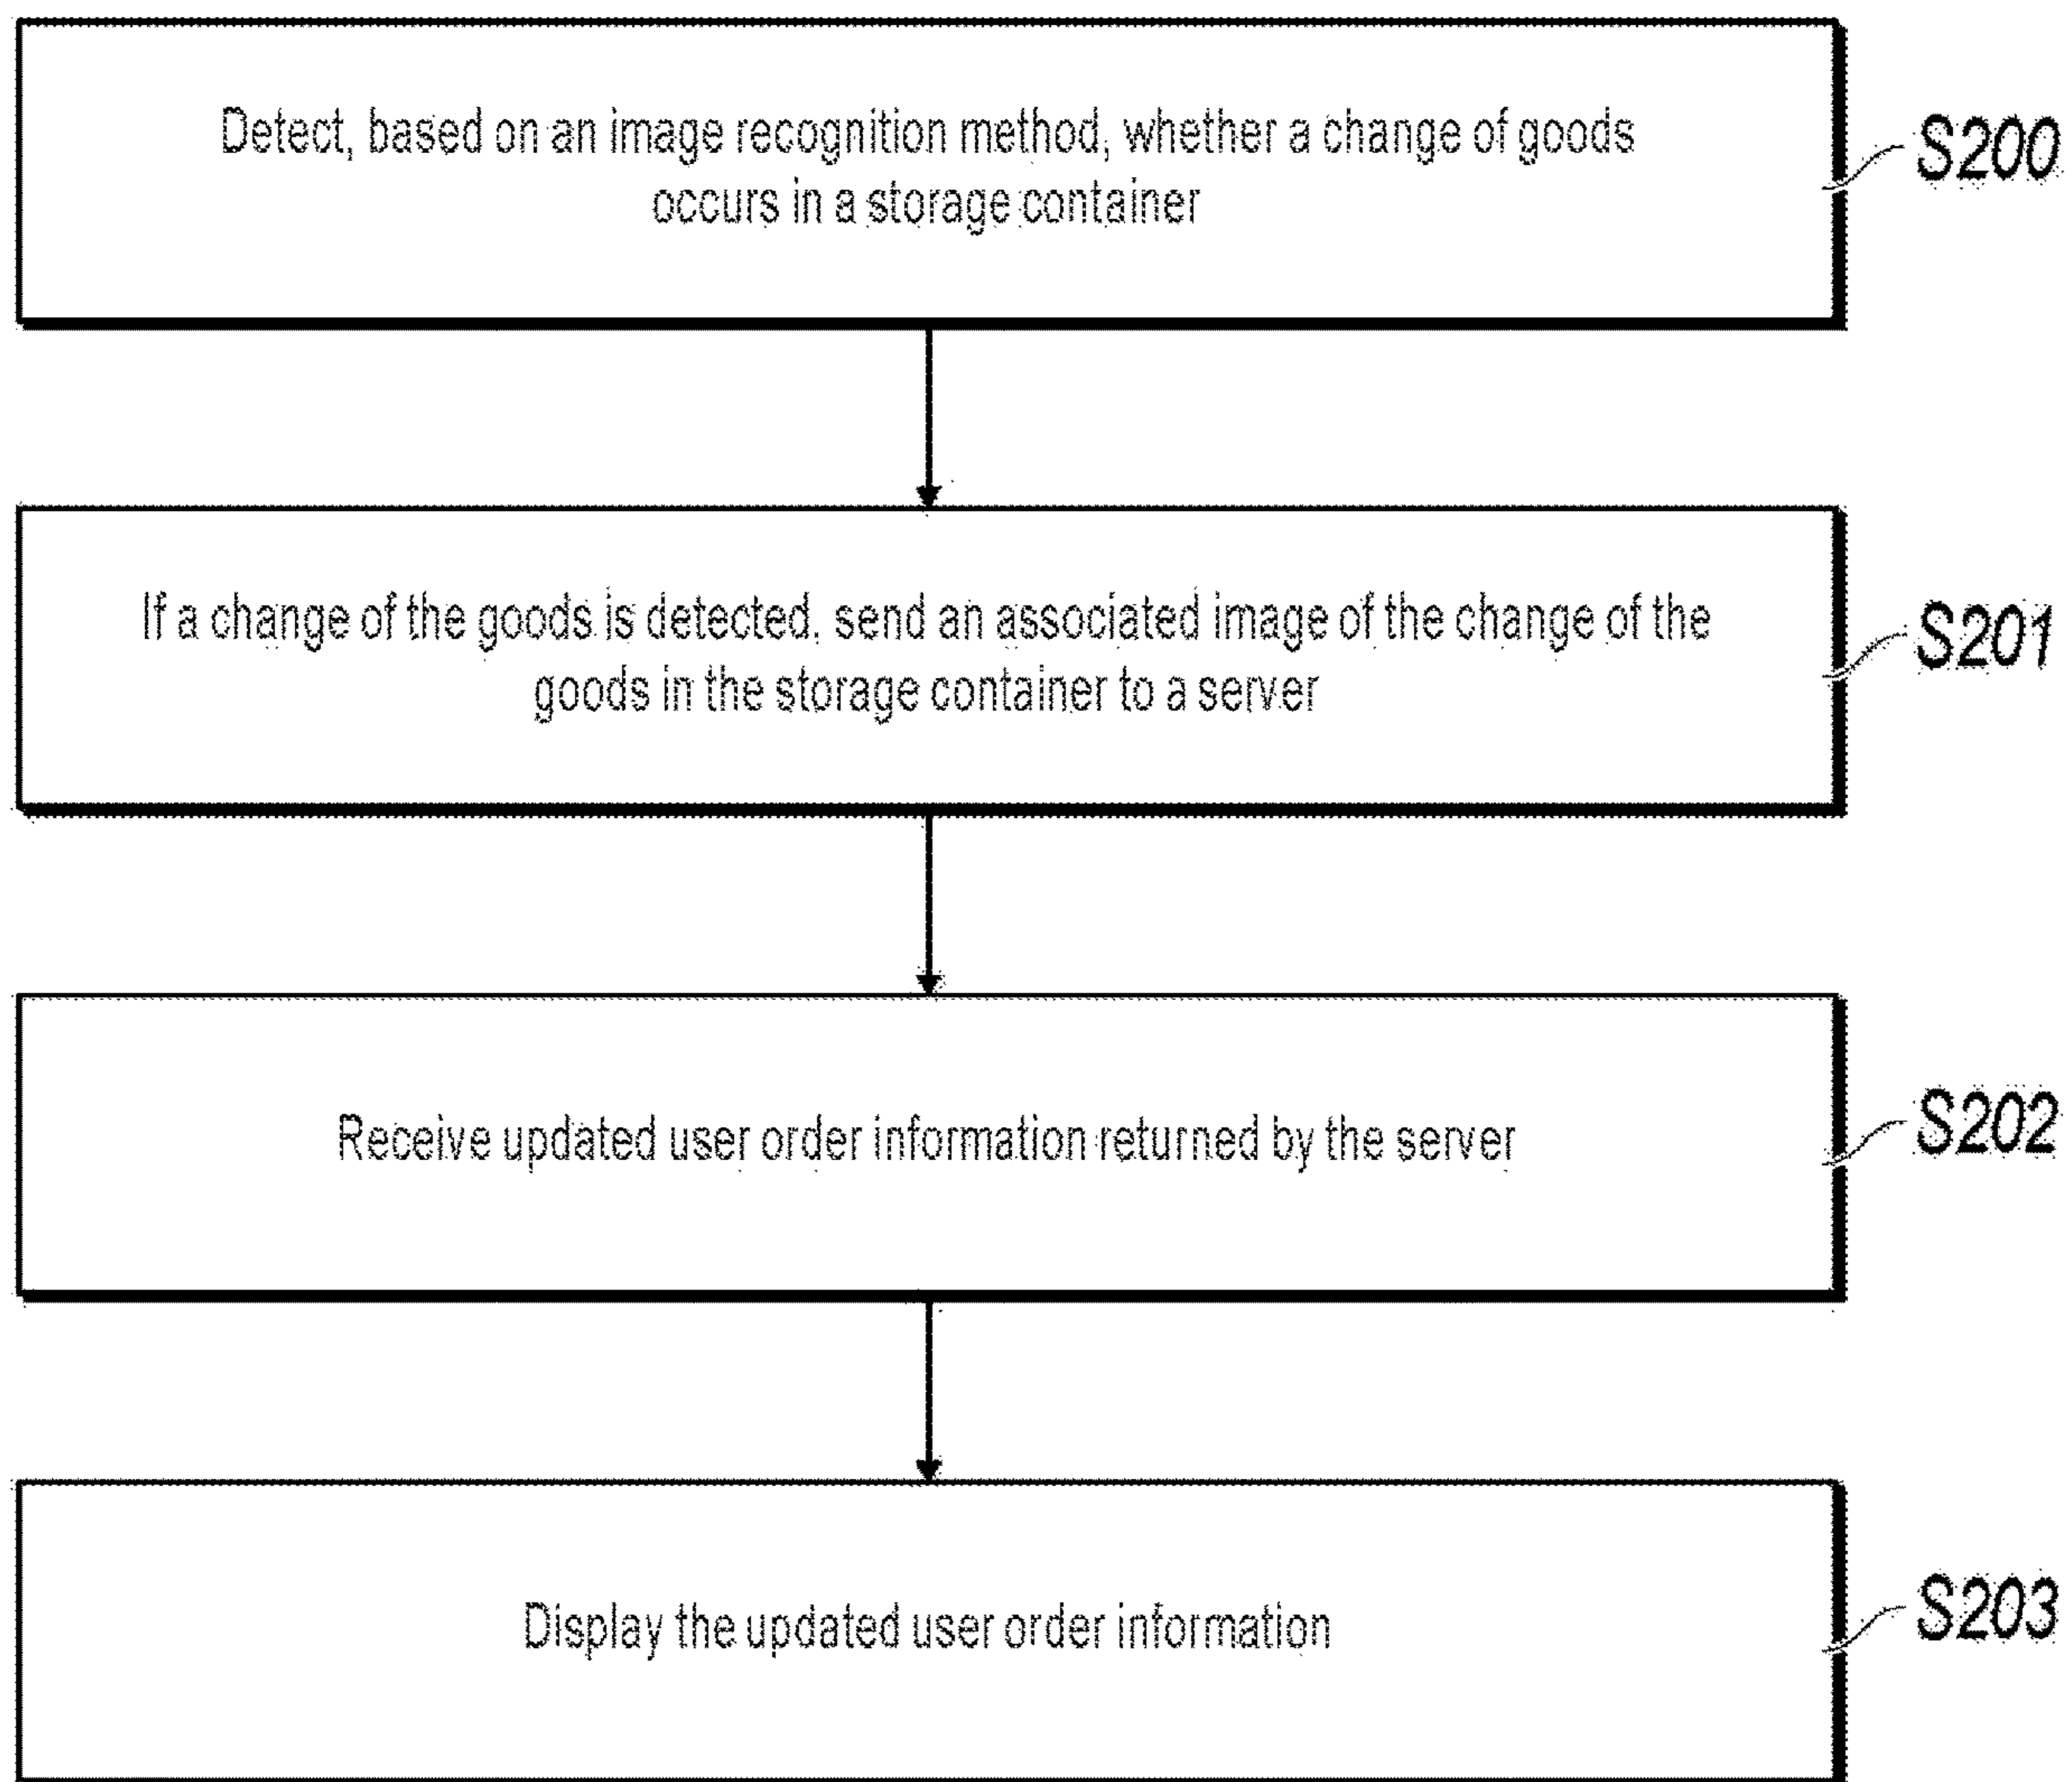 Detect, based on an image recognition method, whether a change of goods
occurs in a storage container
S200
If a change of the goods is detected, send an associated image of the change of the
goods in the storage container to a server
S201
Receive updated user order information returned by the server
S202
Display the updated user order information
S203